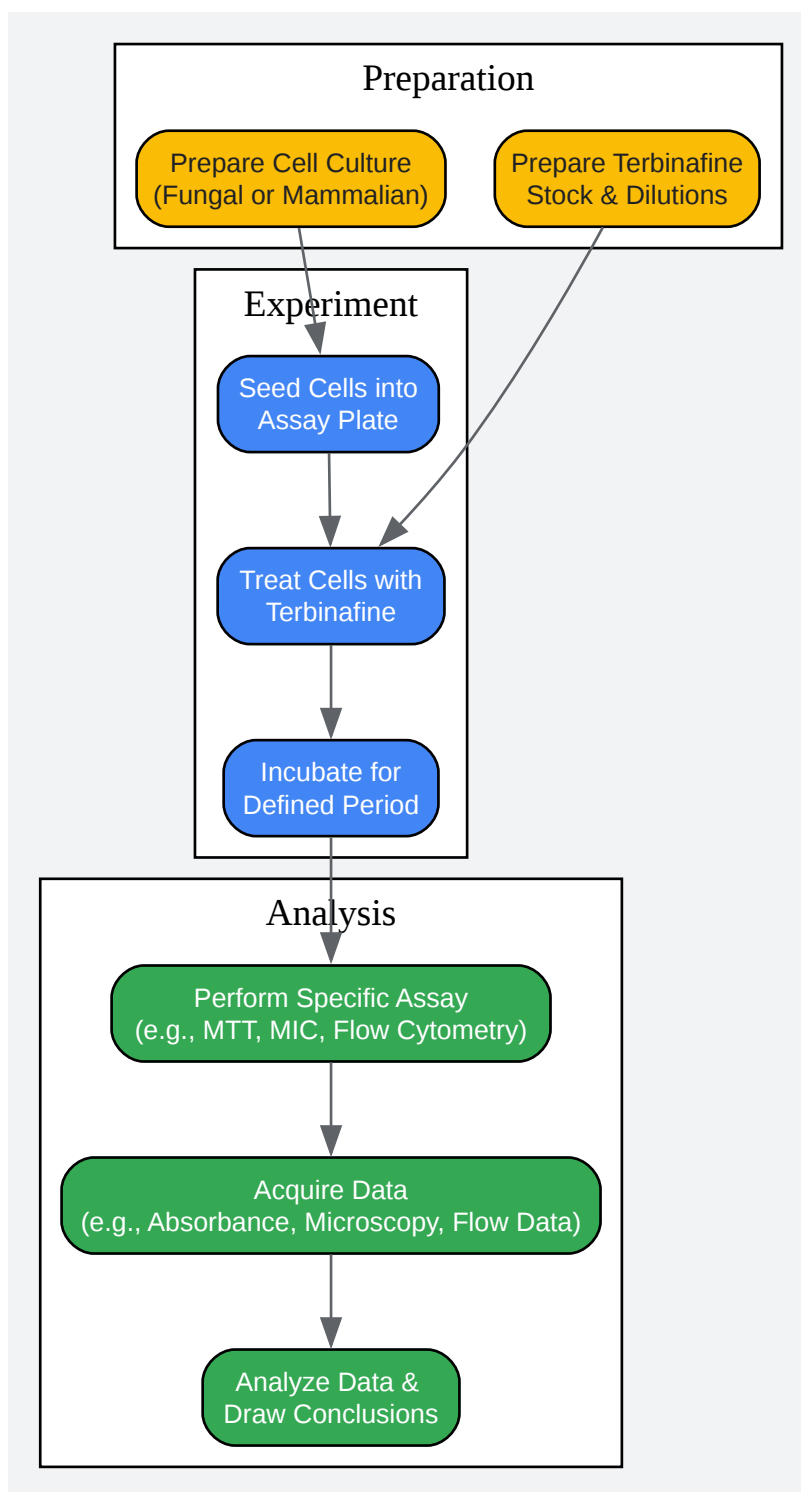 Preparation
Prepare Cell Culture
(Fungal or Mammalian)
Prepare Terbinafine
Stock & Dilutions
Experiment
Seed Cells into
Assay Plate
Treat Cells with
Terbinafine
Incubate for
Defined Period
Analysis
Perform Specific Assay
(e.g., MTT, MIC, Flow Cytometry)
Acquire Data
(e.g., Absorbance, Microscopy, Flow Data)
Analyze Data &
Draw Conclusions